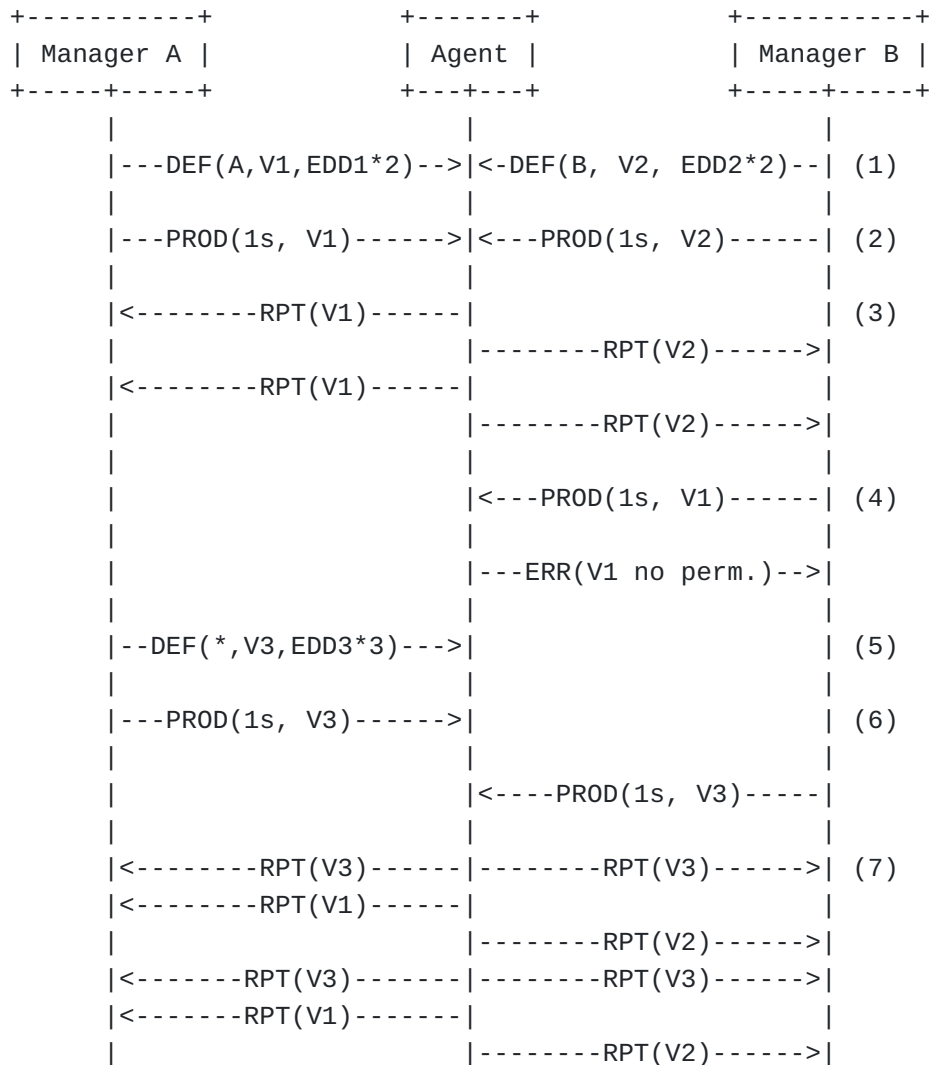 +-----------+             +-------+             +-----------+
| Manager A |             | Agent |             | Manager B |
+-----+-----+             +---+---+             +-----+-----+
      |                       |                       |
      |---DEF(A,V1,EDD1*2)-->|<-DEF(B, V2, EDD2*2)--| (1)
      |                       |                       |
      |---PROD(1s, V1)------>|<---PROD(1s, V2)------| (2)
      |                       |                       |
      |<--------RPT(V1)------|                       | (3)
      |                       |--------RPT(V2)------>|
      |<--------RPT(V1)------|                       |
      |                       |--------RPT(V2)------>|
      |                       |                       |
      |                       |<---PROD(1s, V1)------| (4)
      |                       |                       |
      |                       |---ERR(V1 no perm.)-->|
      |                       |                       |
      |--DEF(*,V3,EDD3*3)--->|                       | (5)
      |                       |                       |
      |---PROD(1s, V3)------>|                       | (6)
      |                       |                       |
      |                       |<----PROD(1s, V3)-----|
      |                       |                       |
      |<--------RPT(V3)------|--------RPT(V3)------>| (7)
      |<--------RPT(V1)------|                       |
      |                       |--------RPT(V2)------>|
      |<-------RPT(V3)-------|--------RPT(V3)------>|
      |<-------RPT(V1)-------|                       |
      |                       |--------RPT(V2)------>|